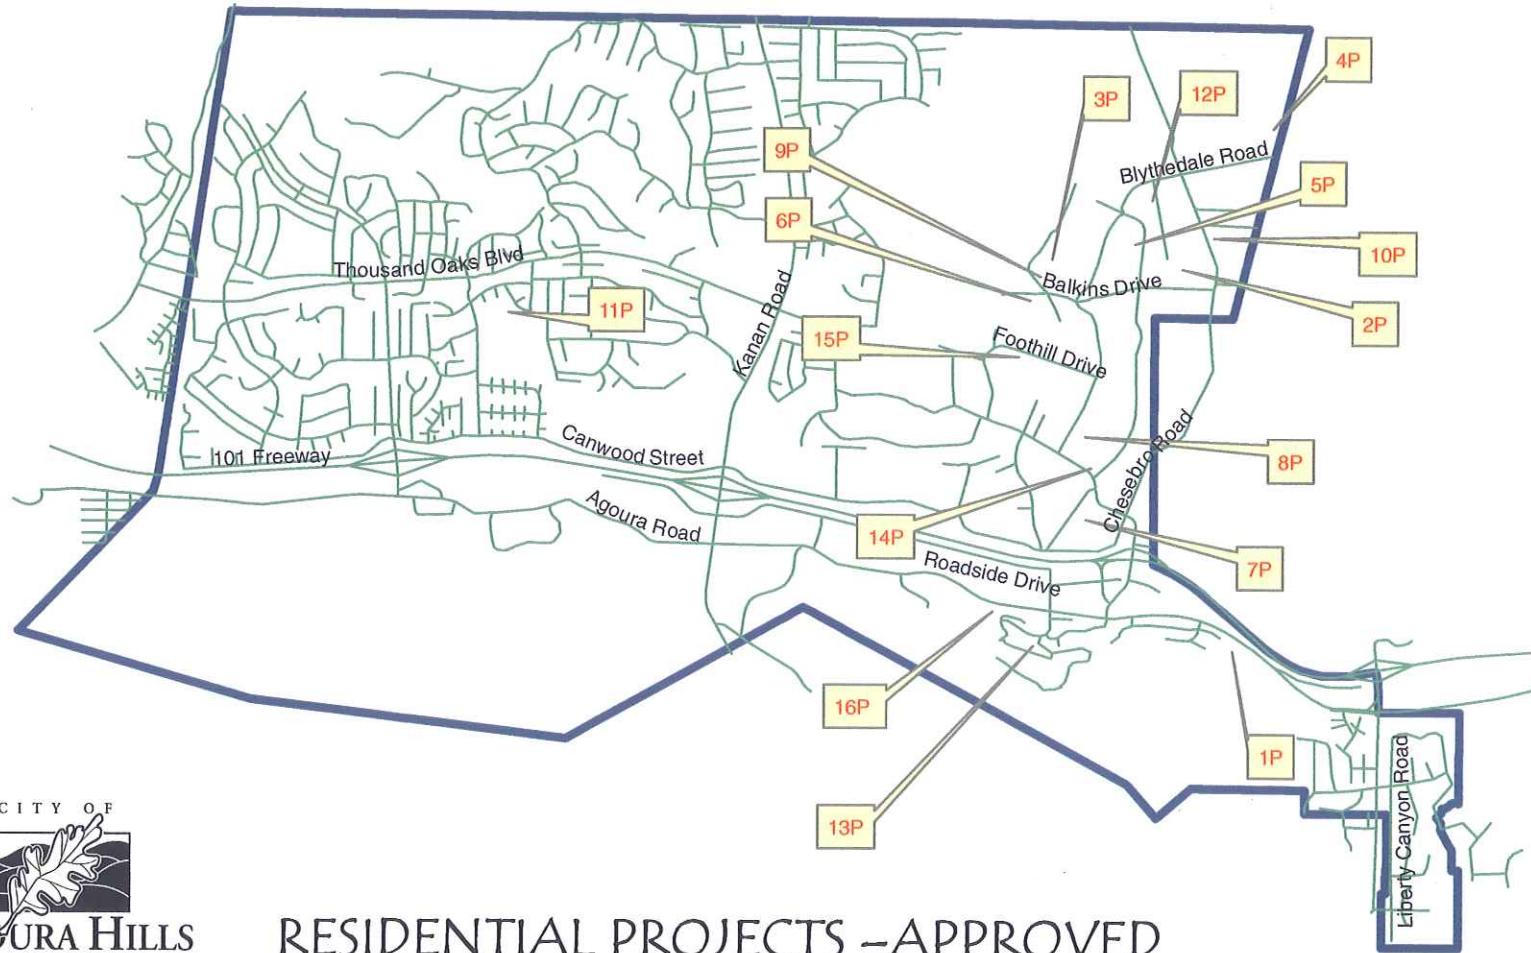 4P
3P
12P
9P
Blythedale Road
5P
6P
10P
Thousand Oaks Blvd
Balkins Drive
11P
Kanan Road
2P
15P
Foothill Drive
Canwood Street
101 Freeway
Chesebro Road
8P
Agoura Road
14P
Roadside Drive
7P
16P
1P
Liberty Canyon Road
13P
CITY OF
URA HILLS
RESIDENTIAL PROJECTS –APPROVED